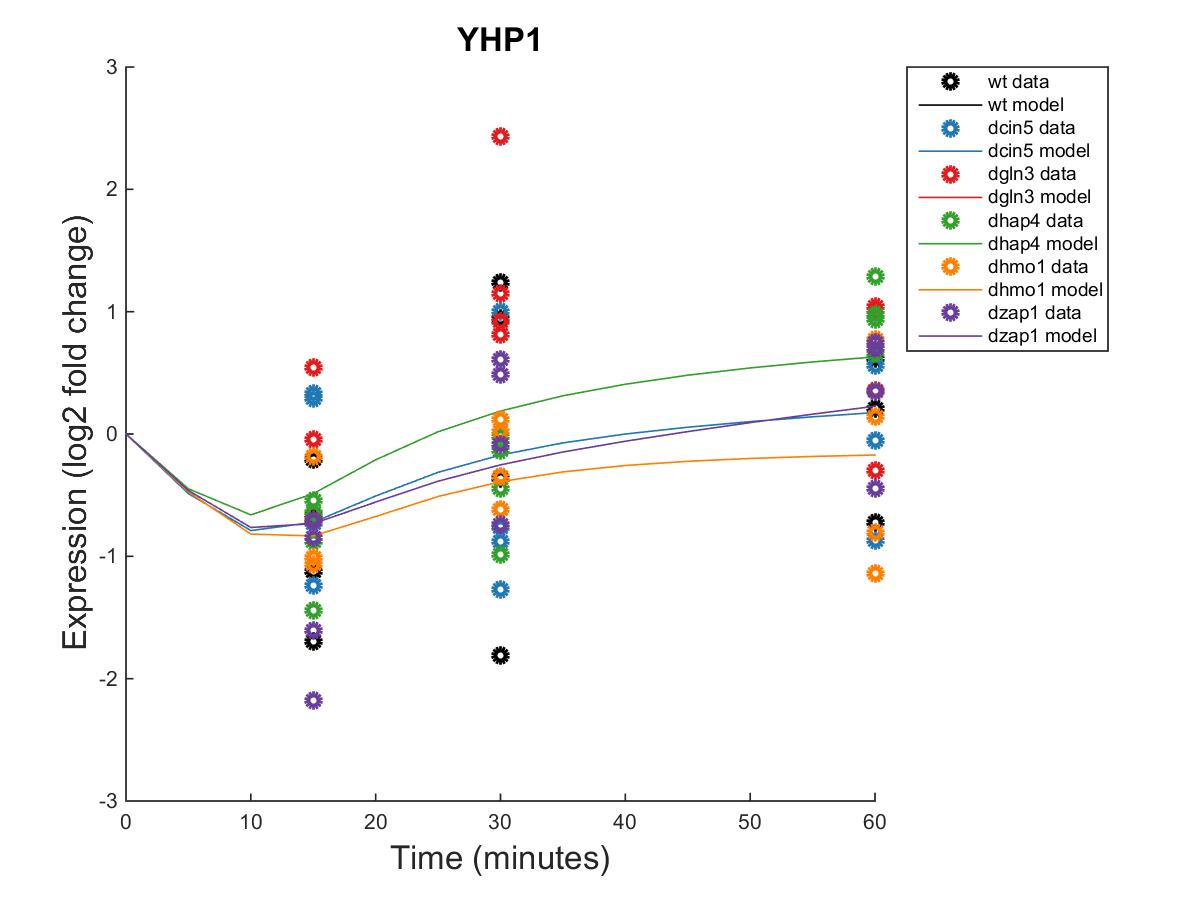 YHP1
3
2
1
0
-1
-2
-3
Expression (log2 fold change)
0 10 20 30 40 50 60
Time (minutes)
wt data
wt model
dcin5 data
dcin5 model
dgln3 data
dgln3 model
dhap4 data
dhap4 model
dhmo1 data
dhmo1 model
dzap1 data
dzap1 model